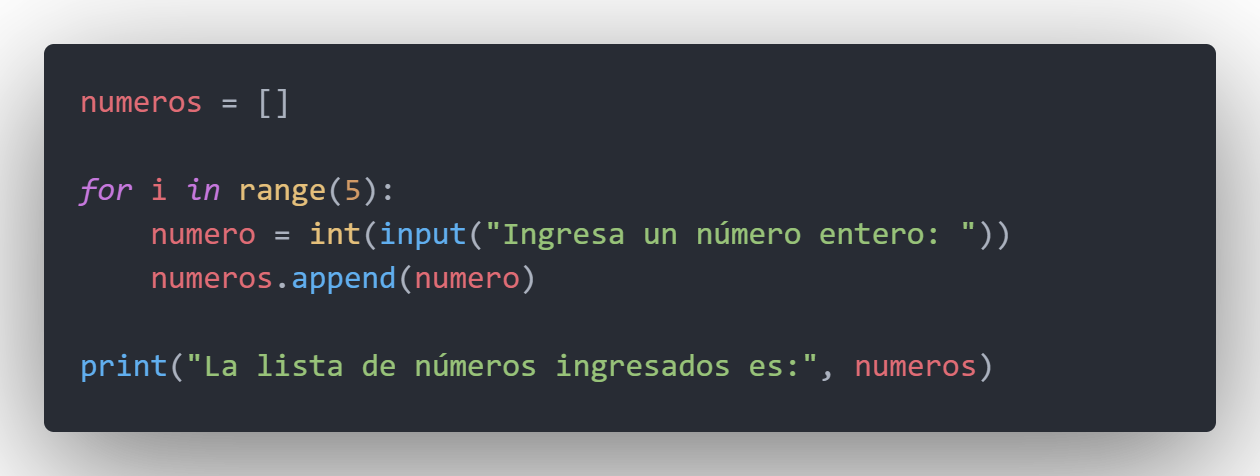 numeros = []
for i in range(5):
    numero = int(input("Ingresa un número entero: "))
    numeros.append(numero)
print("La lista de números ingresados es:", numeros)